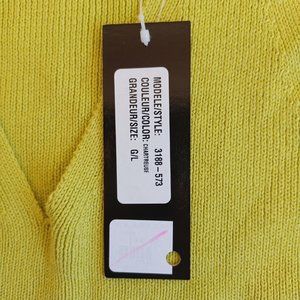 MODELE/STYLE: 3188-573
COULEUR/COLOR: CHARTREUSE
GRANDEUR/SIZE: G/L